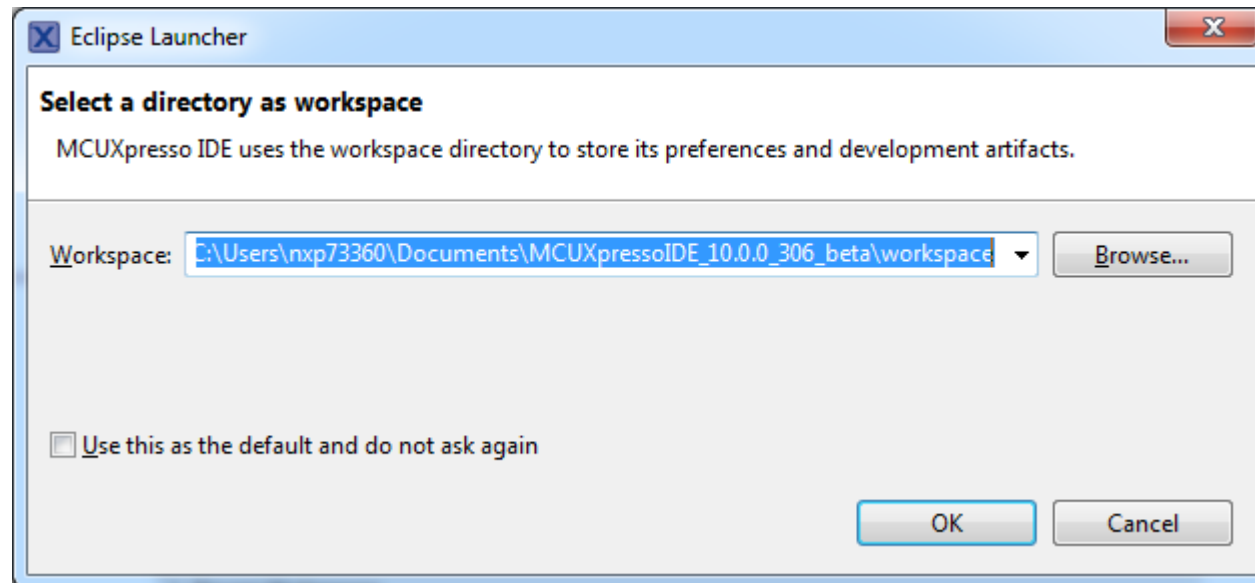 Eclipse Launcher
Select a directory as workspace
MCUXpresso IDE uses the workspace directory to store its preferences and development artifacts.
Workspace: C:\Users\nxp73360\Documents\MCUXpressoIDE_10.0.0_306_beta\workspace Browse...
Use this as the default and do not ask again
OK Cancel